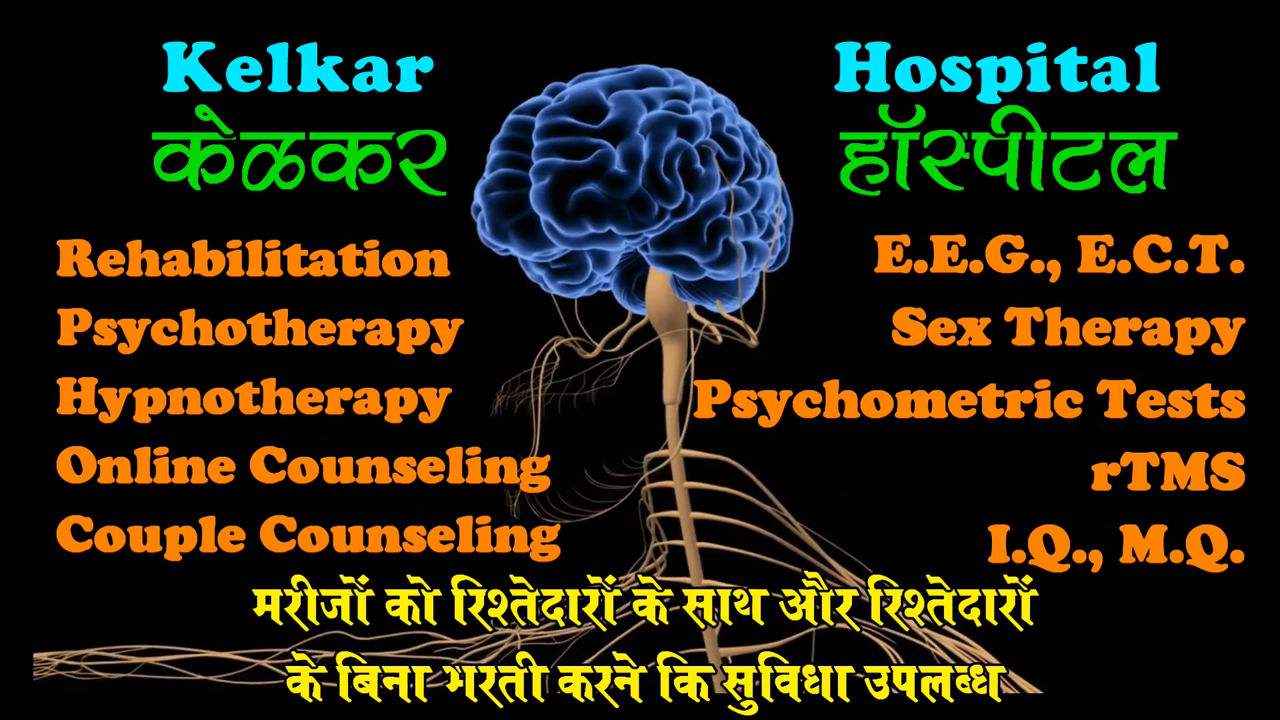 Kelkar Hospital
केळकर हॉस्पीटल
Rehabilitation
Psychotherapy
Hypnotherapy
Online Counseling
Couple Counseling
E.E.G., E.C.T.
Sex Therapy
Psychometric Tests
rTMS
I.Q., M.Q.
मरीजों को रिश्तेदारों के साथ और रिश्तेदारों
के बिना भरती करने कि सुविधा उपलब्ध